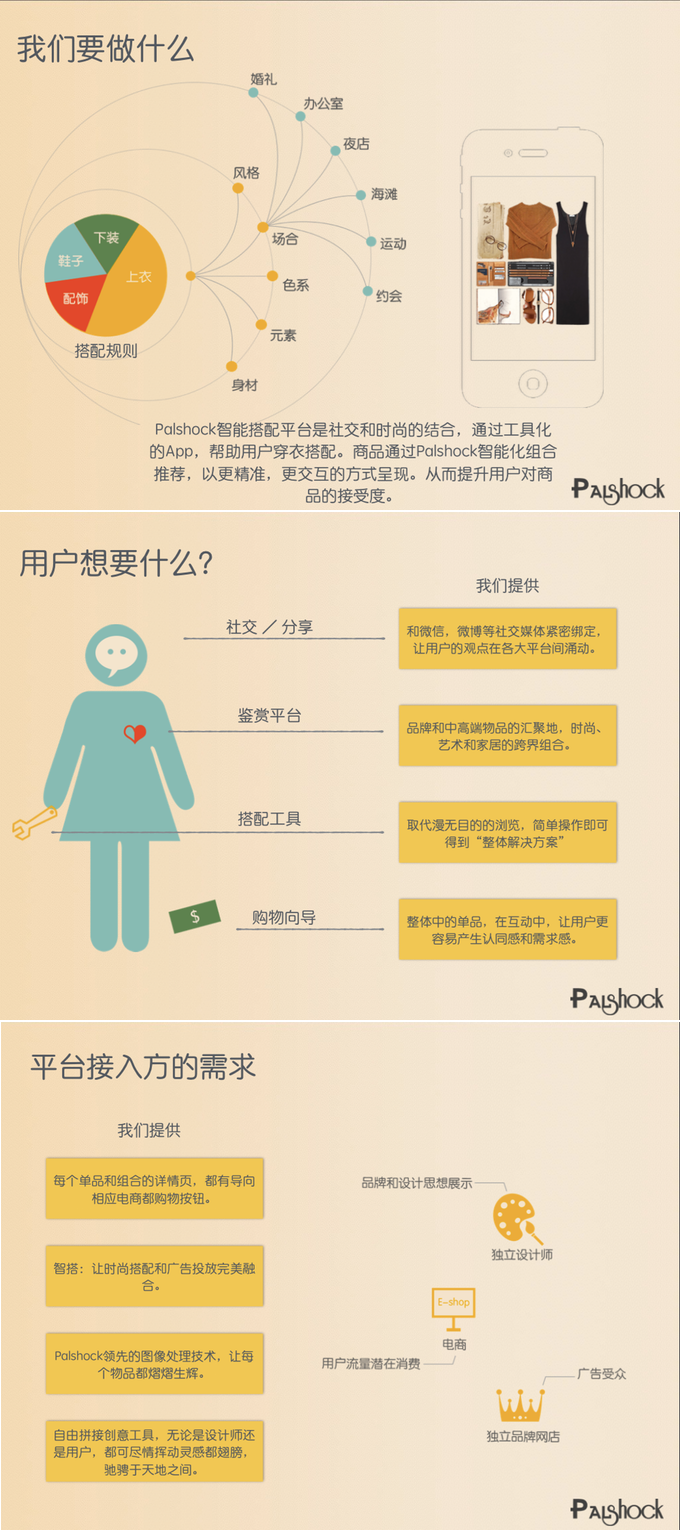 我们要做什么
婚礼
办公室
夜店
海滩
运动
约会
风格
场合
色系
元素
身材
下装
鞋子
上衣
配饰
搭配规则
Palshock智能搭配平台是社交和时尚的结合，通过工具化
的App，帮助用户穿衣搭配。商品通过Palshock智能化组合
推荐，以更精准，更交互的方式呈现。从而提升用户对商
品的接受度。
PALshock
用户想要什么？
我们提供
社交／分享
和微信，微博等社交媒体紧密绑定，
让用户的观点在各大平台间涌动。
鉴赏平台
品牌和中高端物品的汇聚地，时尚、
艺术和家居的跨界组合。
搭配工具
取代漫无目的的浏览，简单操作即可
得到“整体解决方案”
$
购物向导
整体中的单品，在互动中，让用户更
容易产生认同感和需求感。
PALshock
平台接入方的需求
我们提供
每个单品和组合的详情页，都有导向
相应电商都购物按钮。
智搭：让时尚搭配和广告投放完美融
合。
Palshock领先的图像处理技术，让每
个物品都熠熠生辉。
自由拼接创意工具，无论是设计师还
是用户，都可尽情挥动灵感都翅膀，
驰骋于天地之间。
品牌和设计思想展示
独立设计师
E-shop
电商
用户流量潜在消费
广告受众
独立品牌网店
PALshock